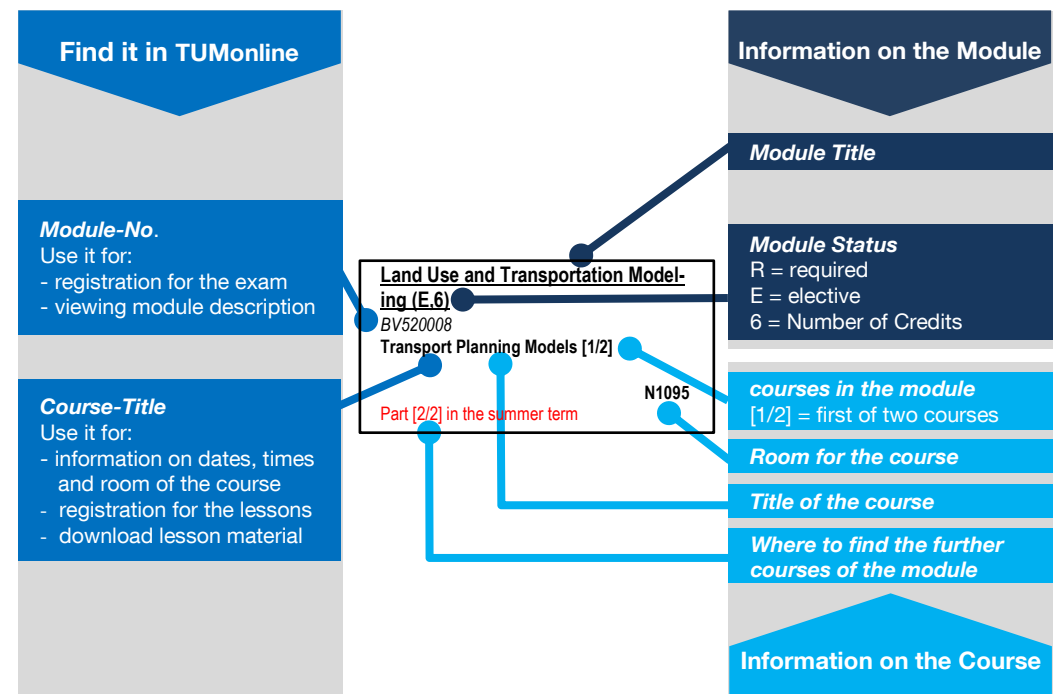 Find it in TUMonline
Module-No.
Use it for:
- registration for the exam
- viewing module description
Course-Title
Use it for:
- information on dates, times
and room of the course
- registration for the lessons
- download lesson material
Land Use and Transportation Model-
ing (E,6)
BV520008
Transport Planning Models [1/2]
N1095
Part [2/2] in the summer term
Information on the Module
Module Title
Module Status
R = required
E = elective
6 = Number of Credits
courses in the module
[1/2] = first of two courses
Room for the course
Title of the course
Where to find the further
courses of the module
Information on the Course